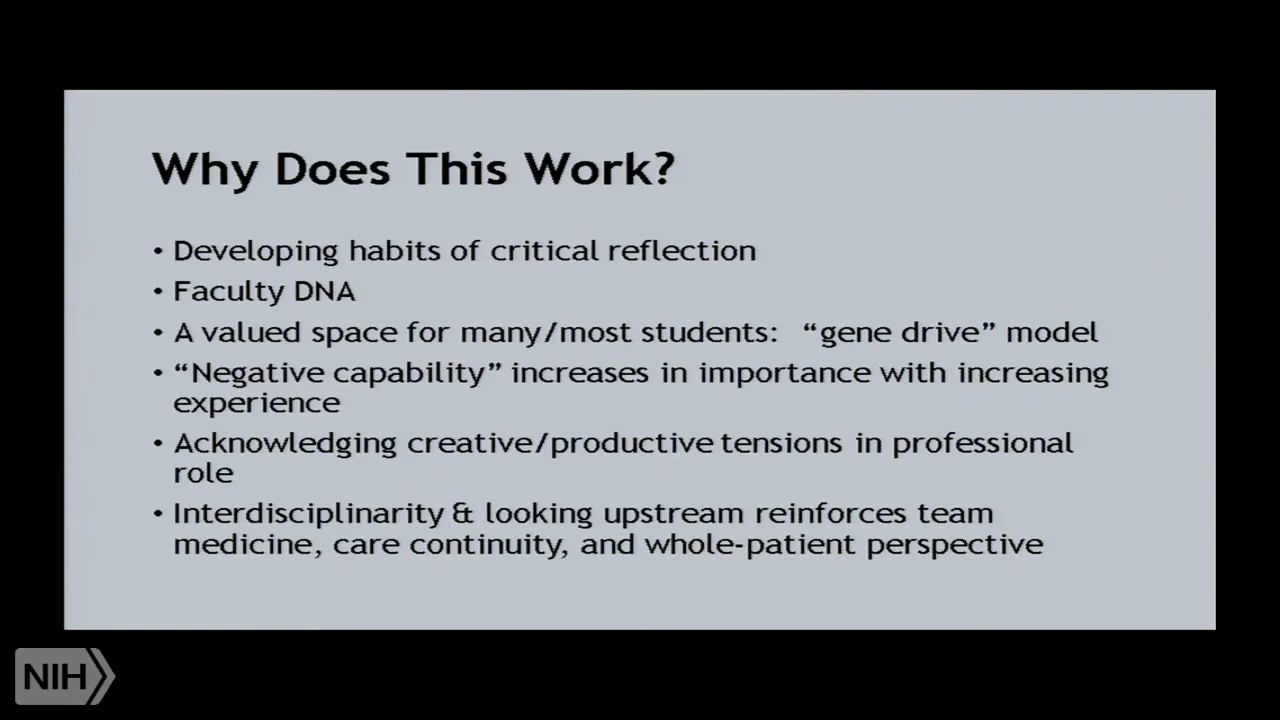 Why Does This Work?
• Developing habits of critical reflection
• Faculty DNA
• A valued space for many/most students: “gene drive” model
• “Negative capability” increases in importance with increasing
experience
• Acknowledging creative/productive tensions in professional
role
• Interdisciplinarity & looking upstream reinforces team
medicine, care continuity, and whole-patient perspective
NIH